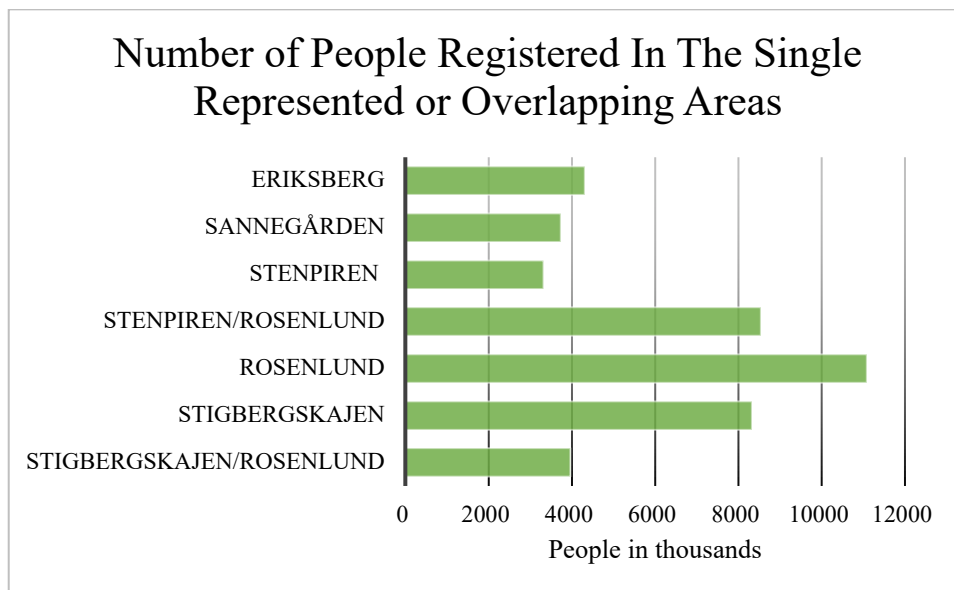 Number of People Registered In The Single
Represented or Overlapping Areas
ERIKSBERG
SANNEGÅRDEN
STENPIREN
STENPIREN/ROSENLUND
ROSENLUND
STIGBERGSKAJEN
STIGBERGSKAJEN/ROSENLUND
0 2000 4000 6000 8000 10000 12000
People in thousands